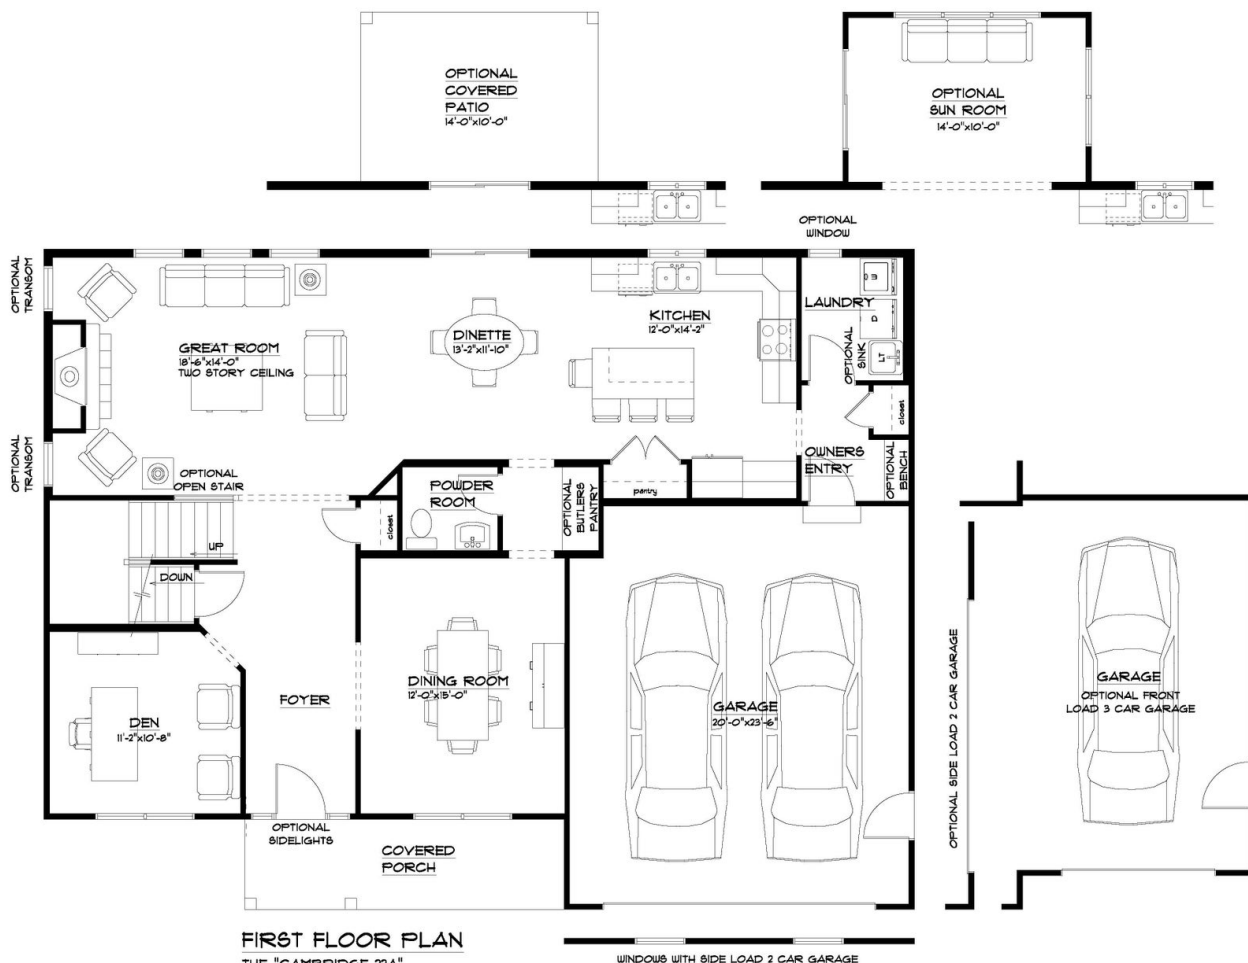 OPTIONAL
COVERED
PATIO
14'-0"x10'-0"
OPTIONAL
SUN ROOM
14'-0"x10'-0"
OPTIONAL
WINDOW
OPTIONAL
TRANSOM
GREAT ROOM
18'-6"x14'-0"
TWO STORY CEILING
DINETTE
13'-2"x11'-10"
KITCHEN
12'-0"x14'-2"
LAUNDRY
W
D
LT
OPTIONAL
SINK
closet
OPTIONAL
TRANSOM
OPTIONAL
OPEN STAIR
OWNERS
ENTRY
OPTIONAL
BENCH
POWDER
ROOM
OPTIONAL
BUTLERS
PANTRY
pantry
closet
UP
DOWN
DEN
11'-2"x10'-8"
FOYER
DINING ROOM
12'-0"x15'-0"
GARAGE
20'-0"x23'-6"
OPTIONAL SIDE LOAD 2 CAR GARAGE
GARAGE
OPTIONAL FRONT
LOAD 3 CAR GARAGE
OPTIONAL
SIDELIGHTS
COVERED
PORCH
FIRST FLOOR PLAN
THE "CAMBRIDGE
WINDOWS WITH SIDE LOAD 2 CAR GARAGE